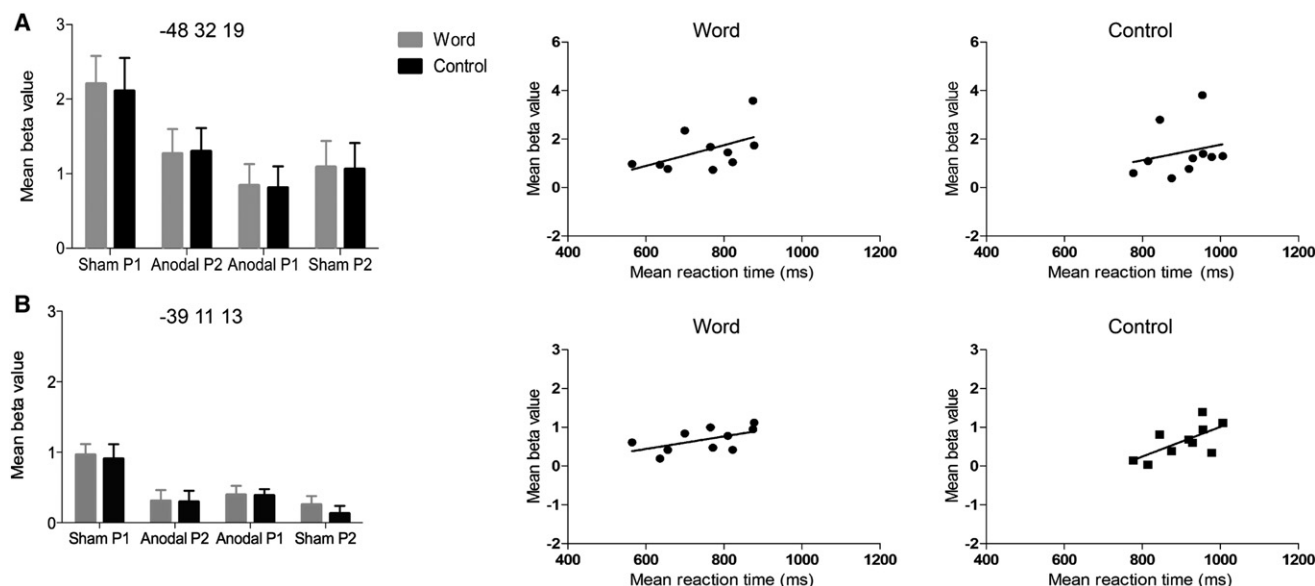 A
-48 32 19
Mean beta value
3
2
1
0
Sham P1 Anodal P2 Anodal P1 Sham P2
Word
Control
Word
Mean beta value
6
4
2
0
-2
400 600 800 1000 1200
Mean reaction time (ms)
Control
Mean beta value
6
4
2
0
-2
400 600 800 1000 1200
Mean reaction time (ms)
B
-39 11 13
Mean beta value
3
2
1
0
Sham P1 Anodal P2 Anodal P1 Sham P2
Word
Mean beta value
3
2
1
0
-1
-2
400 600 800 1000 1200
Mean reaction time (ms)
Control
Mean beta value
3
2
1
0
-1
-2
400 600 800 1000 1200
Mean reaction time (ms)